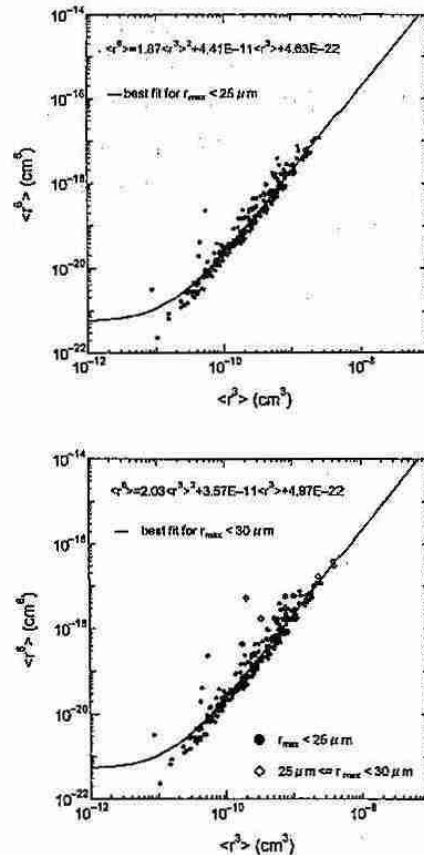 10⁻¹⁴
<r⁶>=1.87<r³>²+4.41E−11<r³>+4.63E−22
best fit for rₘₐₓ < 25 μm
10⁻¹⁶
10⁻¹⁸
10⁻²⁰
10⁻²²
<r⁶> (cm⁶)
10⁻¹² 10⁻¹⁰ 10⁻⁸
<r³> (cm³)
10⁻¹⁴
<r⁶>=2.03<r³>²+3.57E−11<r³>+4.97E−22
best fit for rₘₐₓ < 30 μm
10⁻¹⁶
10⁻¹⁸
10⁻²⁰
10⁻²²
<r⁶> (cm⁶)
rₘₐₓ < 25 μm
25 μm <= rₘₐₓ < 30 μm
10⁻¹² 10⁻¹⁰ 10⁻⁸
<r³> (cm³)